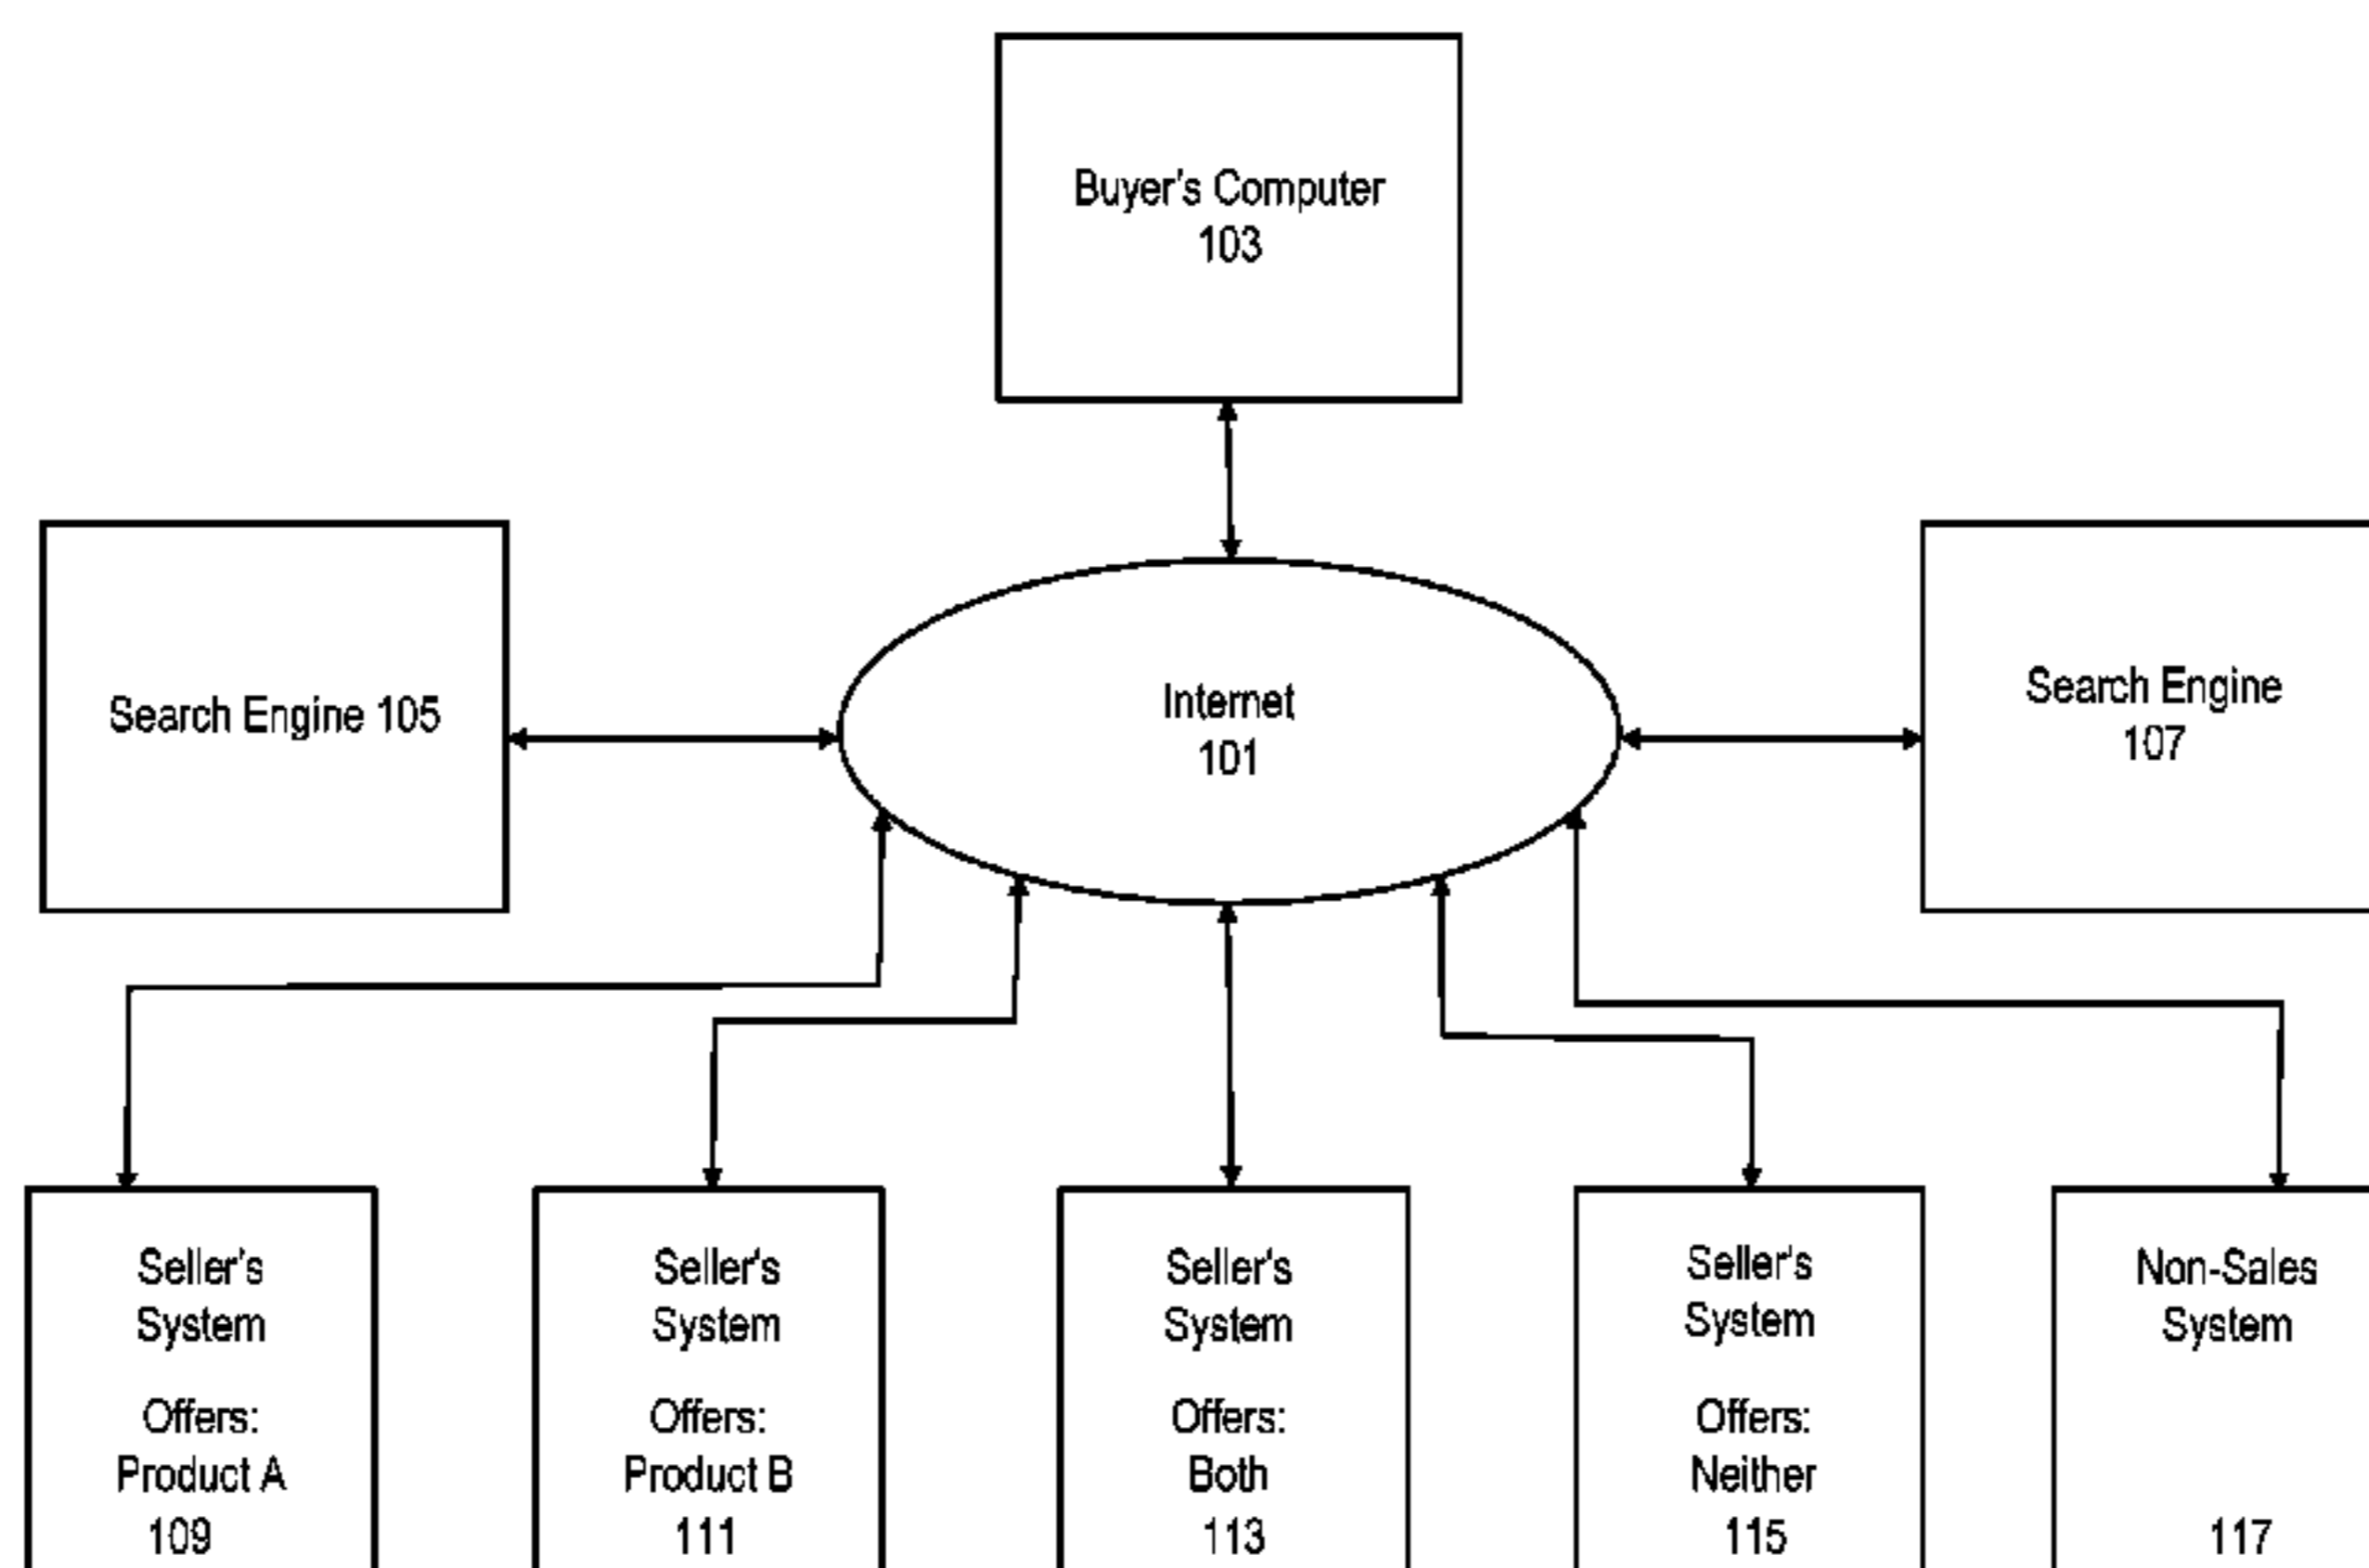 Buyer's Computer
103
Search Engine 105
Internet
101
Search Engine
107
Seller's
System
Offers:
Product A
109
Seller's
System
Offers:
Product B
111
Seller's
System
Offers:
Both
113
Seller's
System
Offers:
Neither
115
Non-Sales
System
117